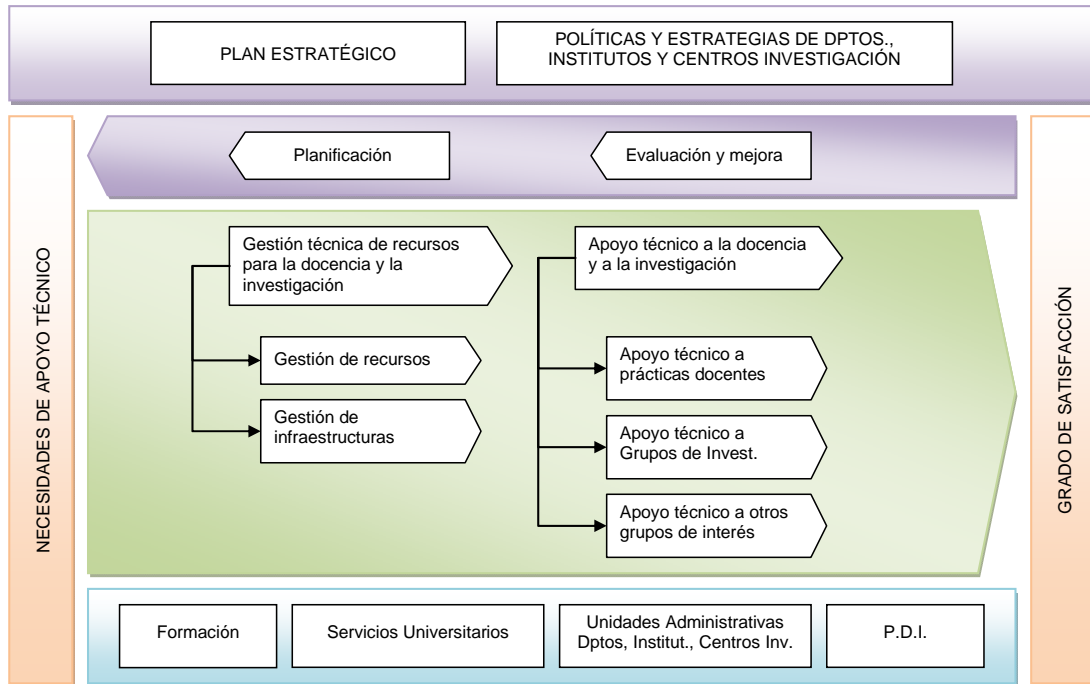 PLAN ESTRATÉGICO
POLÍTICAS Y ESTRATEGIAS DE DPTOS.,
INSTITUTOS Y CENTROS INVESTIGACIÓN
NECESIDADES DE APOYO TÉCNICO
Planificación
Evaluación y mejora
Gestión técnica de recursos
para la docencia y la
investigación
Gestión de recursos
Gestión de
infraestructuras
Apoyo técnico a la docencia
y a la investigación
Apoyo técnico a
prácticas docentes
Apoyo técnico a
Grupos de Invest.
Apoyo técnico a otros
grupos de interés
GRADO DE SATISFACCIÓN
Formación
Servicios Universitarios
Unidades Administrativas
Dptos, Institut., Centros Inv.
P.D.I.